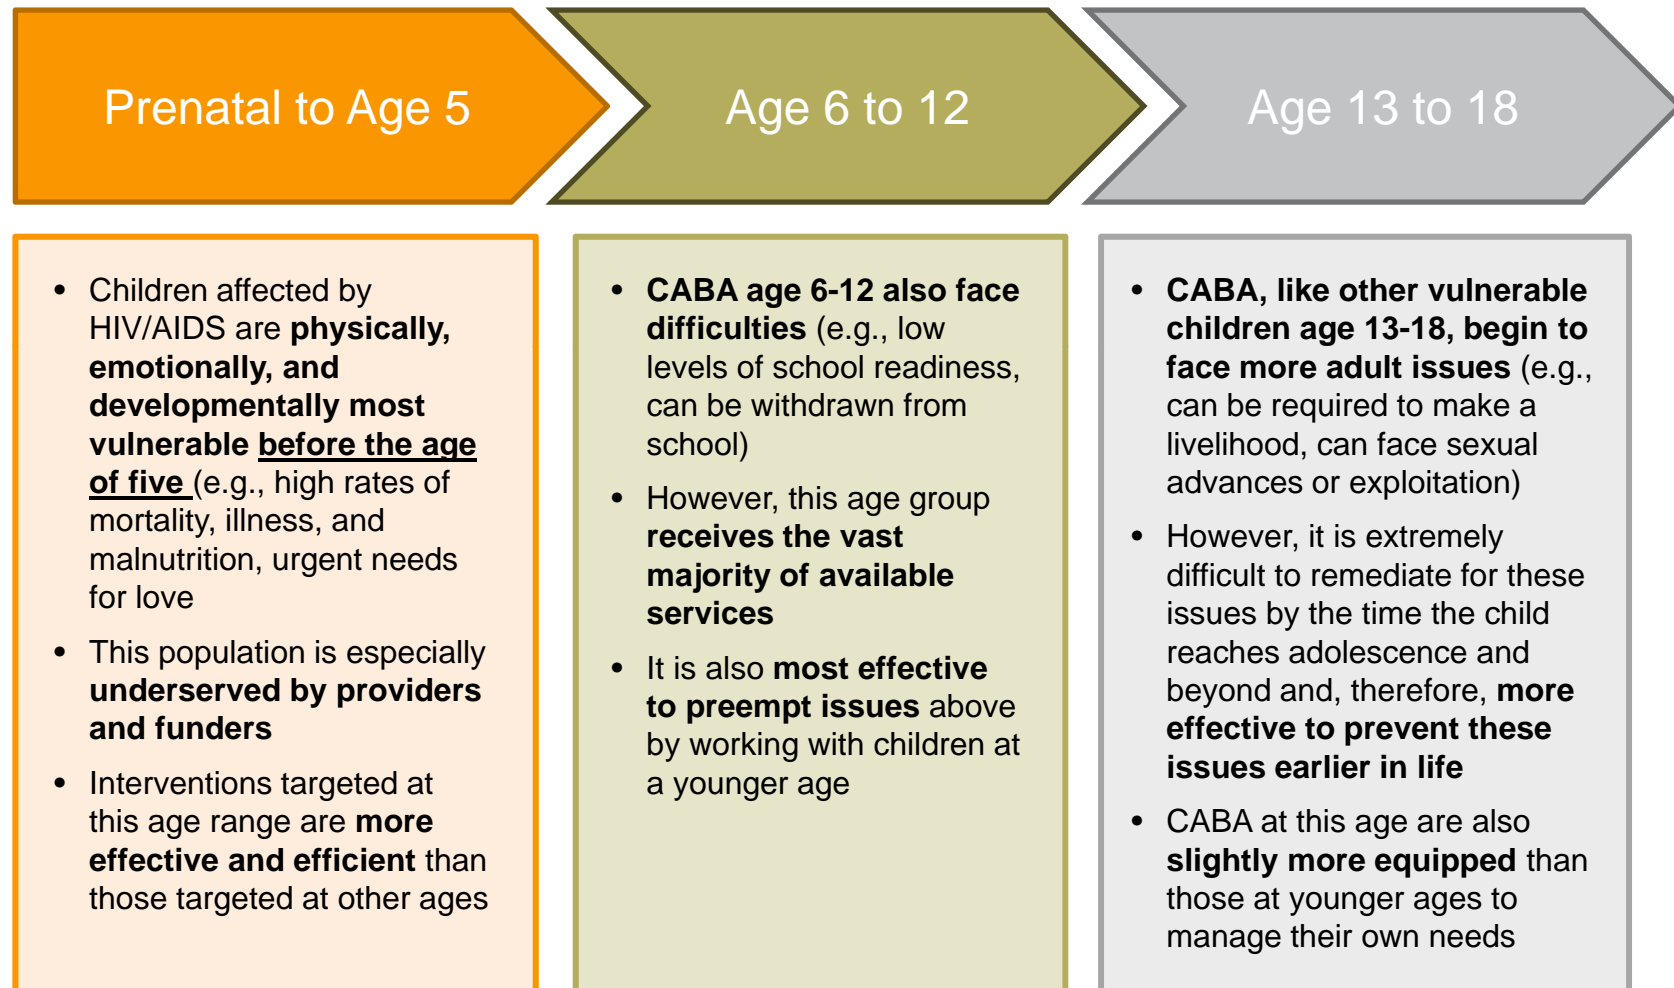 Prenatal to Age 5
Age 6 to 12
Age 13 to 18
• Children affected by
HIV/AIDS are physically,
emotionally, and
developmentally most
vulnerable before the age
of five (e.g., high rates of
mortality, illness, and
malnutrition, urgent needs
for love
• This population is especially
underserved by providers
and funders
• Interventions targeted at
this age range are more
effective and efficient than
those targeted at other ages
• CABA age 6-12 also face
difficulties (e.g., low
levels of school readiness,
can be withdrawn from
school)
• However, this age group
receives the vast
majority of available
services
• It is also most effective
to preempt issues above
by working with children at
a younger age
• CABA, like other vulnerable
children age 13-18, begin to
face more adult issues (e.g.,
can be required to make a
livelihood, can face sexual
advances or exploitation)
• However, it is extremely
difficult to remediate for these
issues by the time the child
reaches adolescence and
beyond and, therefore, more
effective to prevent these
issues earlier in life
• CABA at this age are also
slightly more equipped than
those at younger ages to
manage their own needs